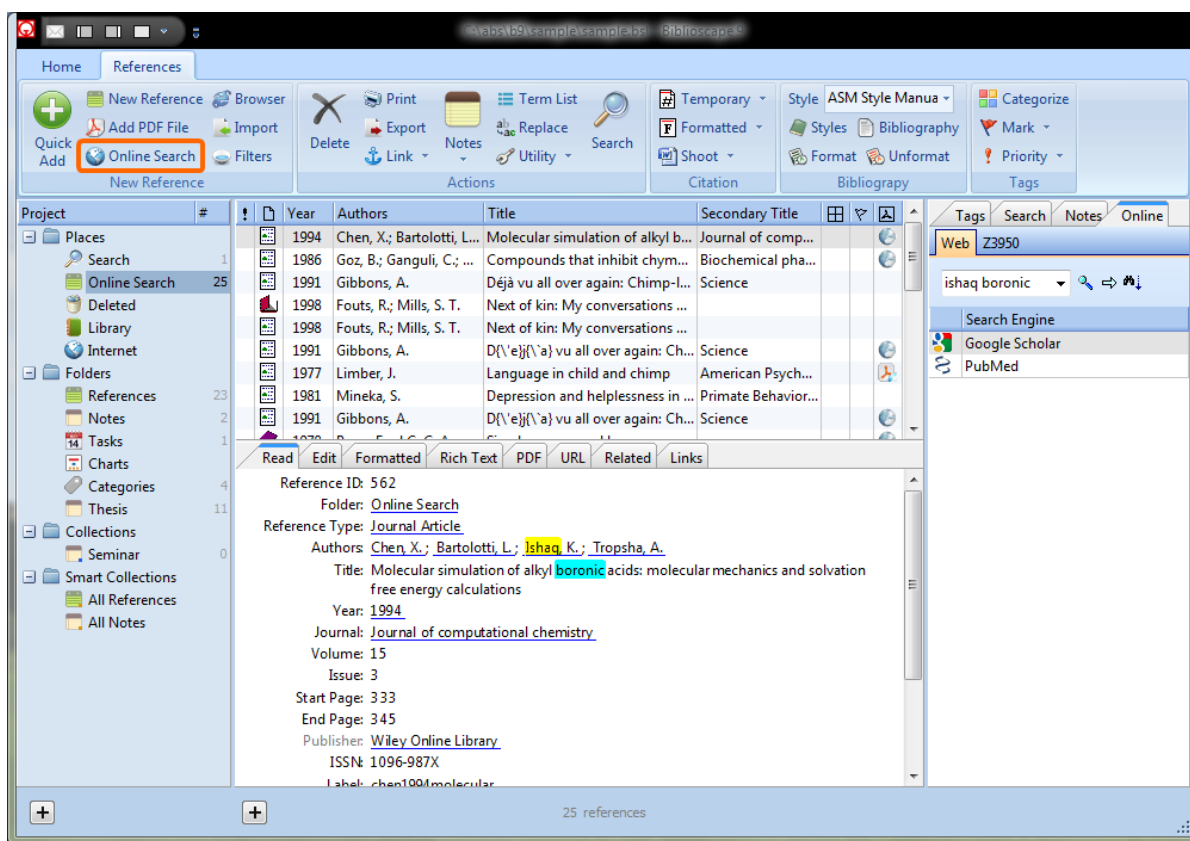 C:\abs\b9\sample\sample.bs - Biblioscape 9
Home References
New Reference Browser Print Term List Temporary Style ASM Style Manua Categorize
Quick Add Add PDF File Import Delete Export Notes Replace Search Formatted Styles Bibliography Mark
Online Search Filters Link Utility Shoot Format Unformat Priority
New Reference Actions Citation Bibliograpy Tags
Project #
Places
Search 1
Online Search 25
Deleted
Library
Internet
Folders
References 23
Notes 2
Tasks 1
Charts
Categories 4
Thesis 11
Collections
Seminar 0
Smart Collections
All References
All Notes
! Year Authors Title Secondary Title
1994 Chen, X.; Bartolotti, L... Molecular simulation of alkyl b... Journal of comp...
1986 Goz, B.; Ganguli, C.; ... Compounds that inhibit chym... Biochemical pha...
1991 Gibbons, A. Déjà vu all over again: Chimp-l... Science
1998 Fouts, R.; Mills, S. T. Next of kin: My conversations ...
1998 Fouts, R.; Mills, S. T. Next of kin: My conversations ...
1991 Gibbons, A. D{\'e}j{\`a} vu all over again: Ch... Science
1977 Limber, J. Language in child and chimp American Psych...
1981 Mineka, S. Depression and helplessness in ... Primate Behavior...
1991 Gibbons, A. D{\'e}j{\`a} vu all over again: Ch... Science
Read Edit Formatted Rich Text PDF URL Related Links
Reference ID: 562
Folder: Online Search
Reference Type: Journal Article
Authors: Chen, X.; Bartolotti, L.; Ishaq, K.; Tropsha, A.
Title: Molecular simulation of alkyl boronic acids: molecular mechanics and solvation
free energy calculations
Year: 1994
Journal: Journal of computational chemistry
Volume: 15
Issue: 3
Start Page: 333
End Page: 345
Publisher: Wiley Online Library
ISSN: 1096-987X
Label: chen1994molecular
Tags Search Notes Online
Web Z3950
ishaq boronic
Search Engine
Google Scholar
PubMed
25 references